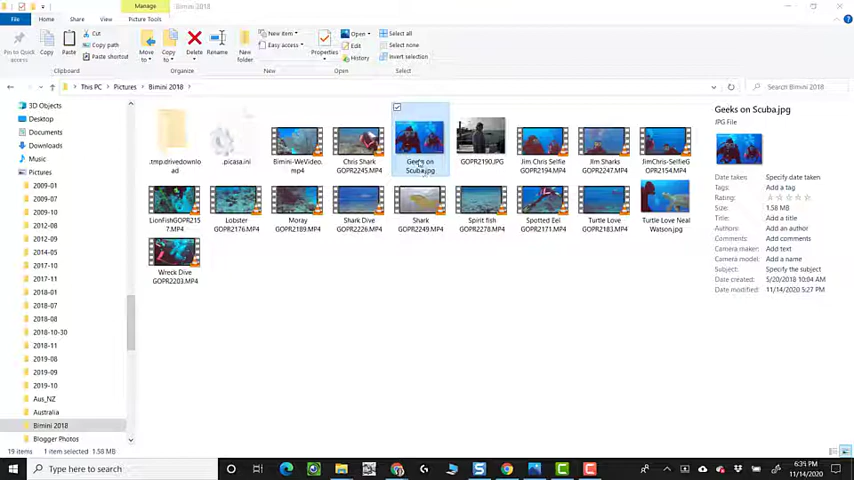 Manage
Bimini 2018
File
Home
Share
View
Picture Tools
Pin to Quick access
Copy
Paste
Cut
Copy path
Paste shortcut
Clipboard
Move to
Copy to
Delete
Rename
Organize
New folder
New item
Easy access
New
Properties
Open
Edit
History
Open
Select all
Select none
Invert selection
Select
This PC
Pictures
Bimini 2018
Search Bimini 2018
3D Objects
Desktop
Documents
Downloads
Music
Pictures
2009-01
2009-07
2009-10
2012-08
2012-09
2014-05
2017-10
2017-11
2018-01
2018-07
2018-08
2018-10-30
2018-11
2019-08
2019-09
2019-10
Aus_NZ
Australia
Bimini 2018
Blogger Photos
.tmp.drivedownload
.picasa.ini
Bimini-WeVideo.mp4
Chris Shark GOPR2245.MP4
Geeks on Scuba.jpg
GOPR2190.JPG
Jim Chris Selfie GOPR2194.MP4
Jim Sharks GOPR2247.MP4
JimChris-SelfieGOPR2154.MP4
LionFishGOPR2157.MP4
Lobster GOPR2176.MP4
Moray GOPR2189.MP4
Shark Dive GOPR2226.MP4
Shark GOPR2249.MP4
Spirit fish GOPR2278.MP4
Spotted Eel GOPR2171.MP4
Turtle Love GOPR2183.MP4
Turtle Love Neal Watson.jpg
Wreck Dive GOPR2203.MP4
Geeks on Scuba.jpg
JPG File
Date taken: Specify date taken
Tags: Add a tag
Rating:
Size: 1.58 MB
Title: Add a title
Authors: Add an author
Comments: Add comments
Camera maker: Add text
Camera model: Add a name
Subject: Specify the subject
Date created: 5/20/2018 10:04 AM
Date modified: 11/14/2020 5:27 PM
19 items
1 item selected 1.58 MB
Type here to search
6:35 PM
11/14/2020